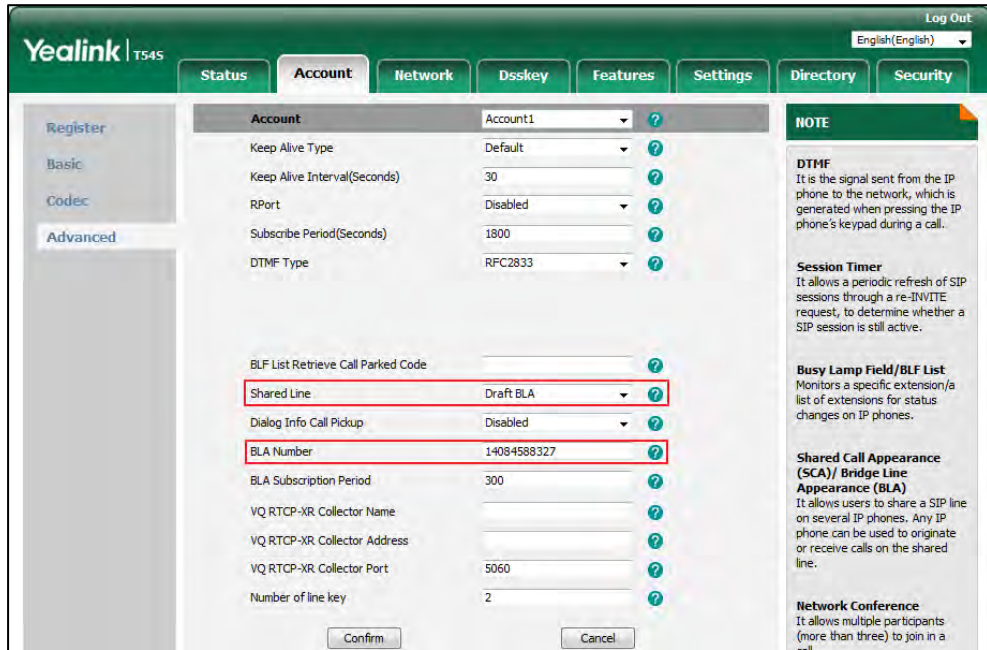 Log Out
Yealink | T54S
English(English)
Status Account Network Dsskey Features Settings Directory Security
Register
Basic
Codec
Advanced
Account Account1 ?
Keep Alive Type Default ?
Keep Alive Interval(Seconds) 30 ?
RPort Disabled ?
Subscribe Period(Seconds) 1800 ?
DTMF Type RFC2833 ?
BLF List Retrieve Call Parked Code ?
Shared Line Draft BLA ?
Dialog Info Call Pickup Disabled ?
BLA Number 14084588327 ?
BLA Subscription Period 300 ?
VQ RTCP-XR Collector Name ?
VQ RTCP-XR Collector Address ?
VQ RTCP-XR Collector Port 5060 ?
Number of line key 2 ?
Confirm Cancel
NOTE
DTMF
It is the signal sent from the IP
phone to the network, which is
generated when pressing the IP
phone's keypad during a call.
Session Timer
It allows a periodic refresh of SIP
sessions through a re-INVITE
request, to determine whether a
SIP session is still active.
Busy Lamp Field/BLF List
Monitors a specific extension/a
list of extensions for status
changes on IP phones.
Shared Call Appearance
(SCA)/ Bridge Line
Appearance (BLA)
It allows users to share a SIP line
on several IP phones. Any IP
phone can be used to originate
or receive calls on the shared
line.
Network Conference
It allows multiple participants
(more than three) to join in a